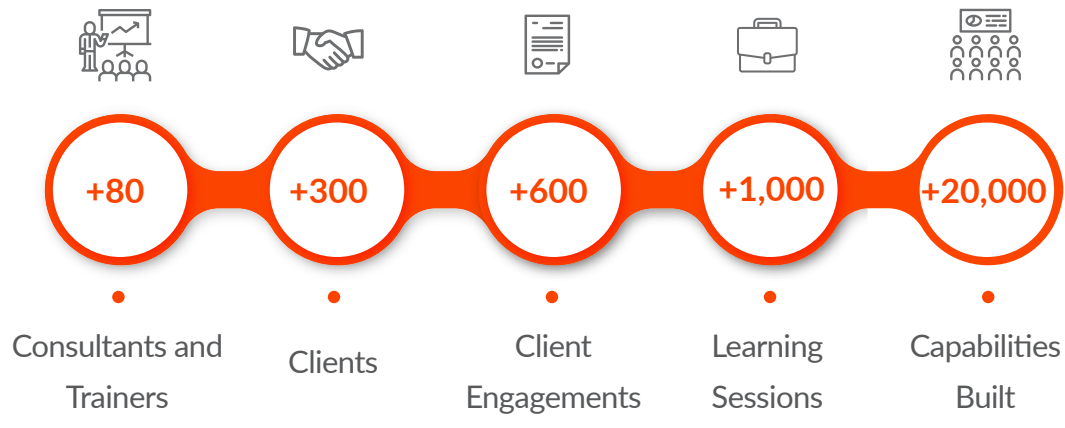 +80
+300
+600
+1,000
+20,000
Consultants and
Trainers
Clients
Client
Engagements
Learning
Sessions
Capabilities
Built